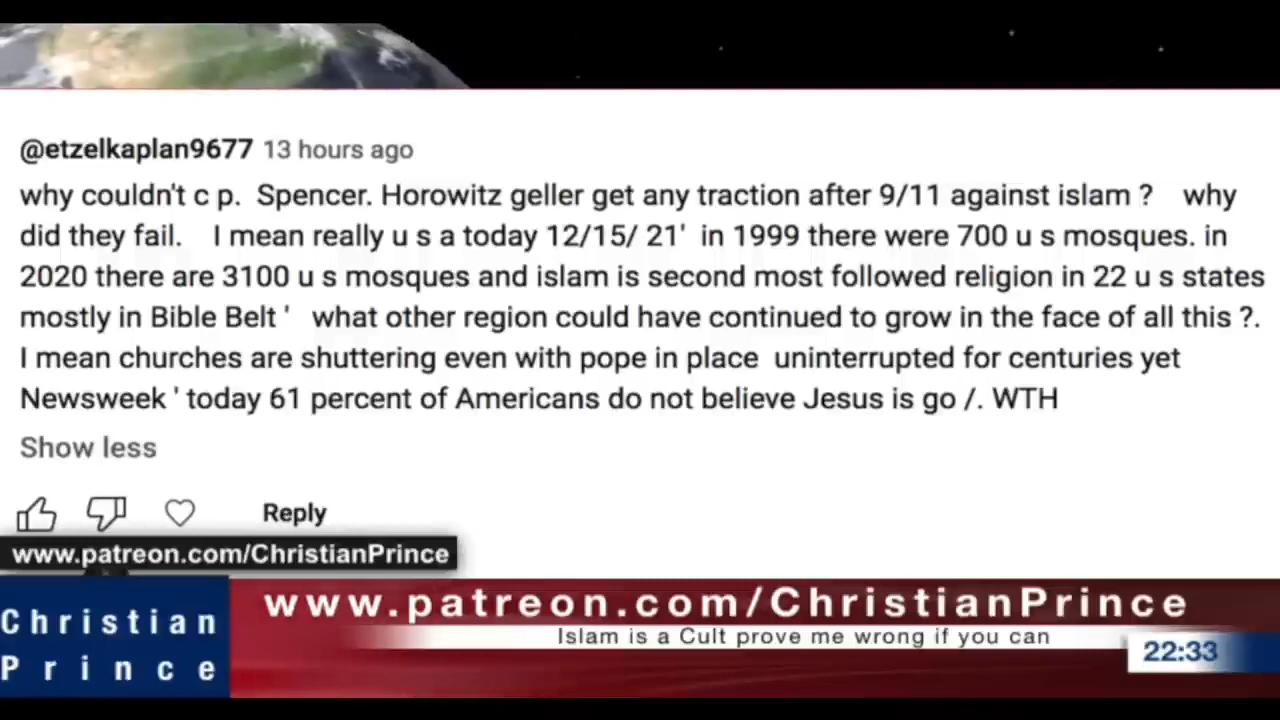 @etzelkaplan9677 13 hours ago
why couldn't c p.  Spencer. Horowitz geller get any traction after 9/11 against islam ?    why
did they fail.    I mean really u s a today 12/15/ 21'  in 1999 there were 700 u s mosques. in
2020 there are 3100 u s mosques and islam is second most followed religion in 22 u s states
mostly in Bible Belt '   what other region could have continued to grow in the face of all this ?.
I mean churches are shuttering even with pope in place  uninterrupted for centuries yet
Newsweek ' today 61 percent of Americans do not believe Jesus is go /. WTH
Show less
Reply
www.patreon.com/ChristianPrince
www.patreon.com/ChristianPrince
Islam is a Cult prove me wrong if you can
Christian
Prince
22:33